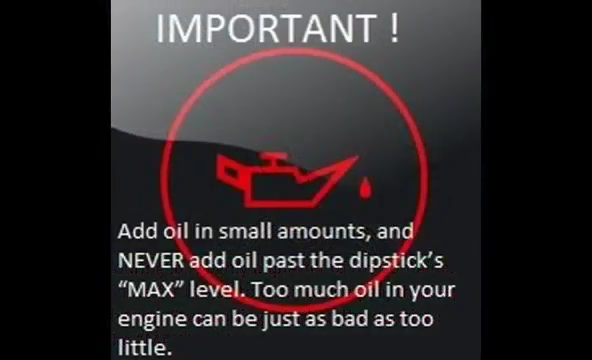 IMPORTANT !
Add oil in small amounts, and
NEVER add oil past the dipstick's
“MAX” level. Too much oil in your
engine can be just as bad as too
little.